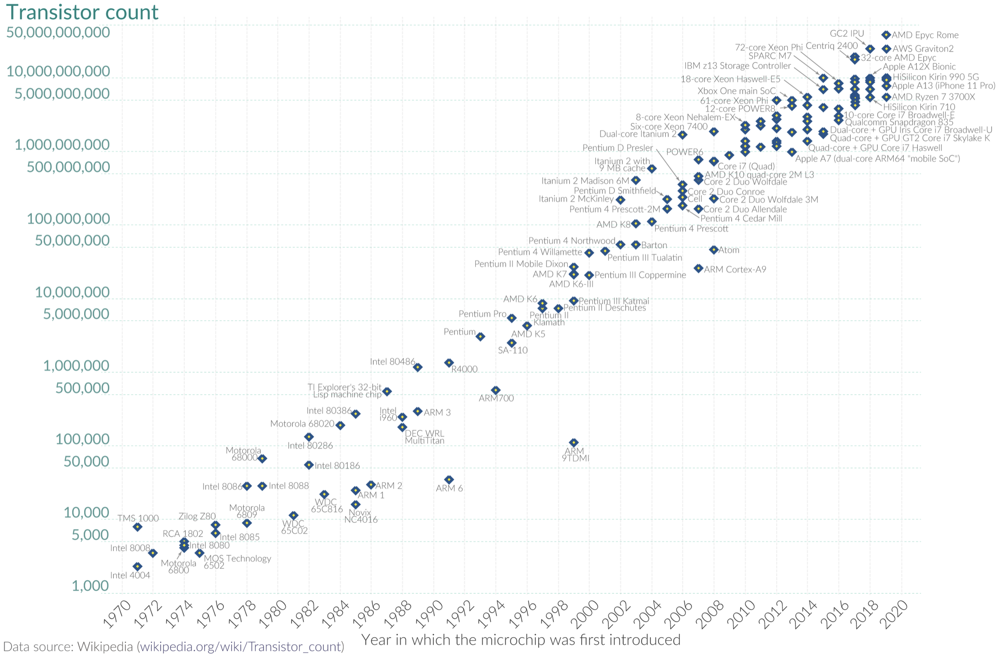 Transistor count
50,000,000,000
10,000,000,000
5,000,000,000
1,000,000,000
500,000,000
100,000,000
50,000,000
10,000,000
5,000,000
1,000,000
500,000
100,000
50,000
10,000
5,000
1,000
GC2 IPU
AMD Epyc Rome
72-core Xeon Phi
Centriq 2400
AWS Graviton2
SPARC M7
32-core AMD Epyc
IBM z13 Storage Controller
Apple A12X Bionic
18-core Xeon Haswell-E5
HiSilicon Kirin 990 5G
Apple A13 (iPhone 11 Pro)
Xbox One main SoC
AMD Ryzen 7 3700X
61-core Xeon Phi
HiSilicon Kirin 710
12-core POWER8
10-core Core i7 Broadwell-E
8-core Xeon Nehalem-EX
Qualcomm Snapdragon 835
Six-core Xeon 7400
Dual-core + GPU Iris Core i7 Broadwell-U
Dual-core Itanium 2
Quad-core + GPU GT2 Core i7 Skylake K
Pentium D Presler
Quad-core + GPU Core i7 Haswell
POWER6
Apple A7 (dual-core ARM64 "mobile SoC")
Itanium 2 with
9 MB cache
Core i7 (Quad)
AMD K10 quad-core 2M L3
Itanium 2 Madison 6M
Core 2 Duo Wolfdale
Pentium D Smithfield
Core 2 Duo Conroe
Itanium 2 McKinley
Cell
Core 2 Duo Wolfdale 3M
Pentium 4 Prescott-2M
Core 2 Duo Allendale
Pentium 4 Cedar Mill
AMD K8
Pentium 4 Prescott
Pentium 4 Northwood
Barton
Pentium 4 Willamette
Atom
Pentium III Tualatin
Pentium II Mobile Dixon
ARM Cortex-A9
AMD K7
Pentium III Coppermine
AMD K6-III
AMD K6
Pentium III Katmai
Pentium II Deschutes
Pentium Pro
Pentium II
Klamath
Pentium
AMD K5
SA-110
Intel 80486
R4000
TI Explorer's 32-bit
Lisp machine chip
ARM700
Intel 80386
Intel
i960
ARM 3
Motorola 68020
DEC WRL
MultiTitan
Intel 80286
Motorola
68000
ARM
9TDMI
Intel 80186
Intel 8086
Intel 8088
ARM 2
ARM 6
ARM 1
WDC
65C816
Novix
NC4016
TMS 1000
Zilog Z80
Motorola
6809
WDC
65C02
RCA 1802
Intel 8085
Intel 8008
Intel 8080
Motorola
6800
MOS Technology
6502
Intel 4004
1970
1972
1974
1976
1978
1980
1982
1984
1986
1988
1990
1992
1994
1996
1998
2000
2002
2004
2006
2008
2010
2012
2014
2016
2018
2020
Year in which the microchip was first introduced
Data source: Wikipedia (wikipedia.org/wiki/Transistor_count)